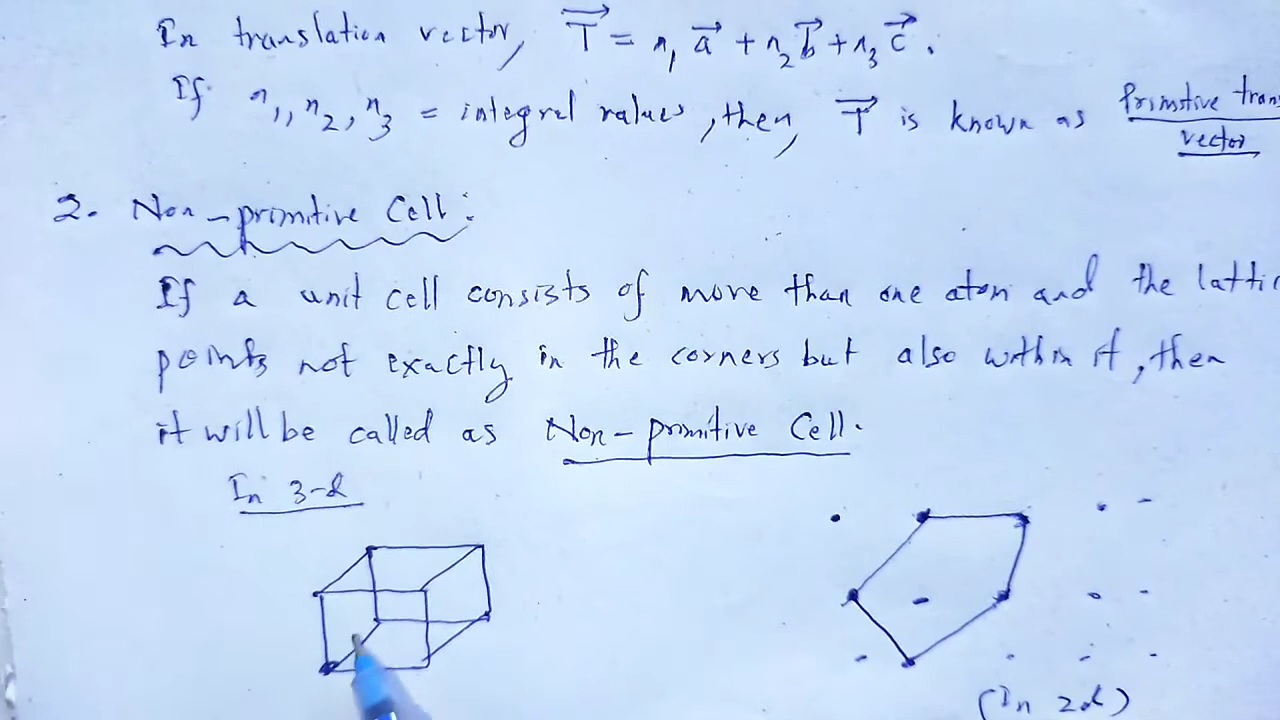 In translation vector, T = n₁ a + n₂ b + n₃ c.
If n₁, n₂, n₃ = integral values, then, T is known as Primitive trans
vector
2. Non-primitive Cell:
If a unit cell consists of more than one atom and the lattic
points not exactly in the corners but also within it, then
it will be called as Non-primitive Cell.
In 3-d
(In 2d)